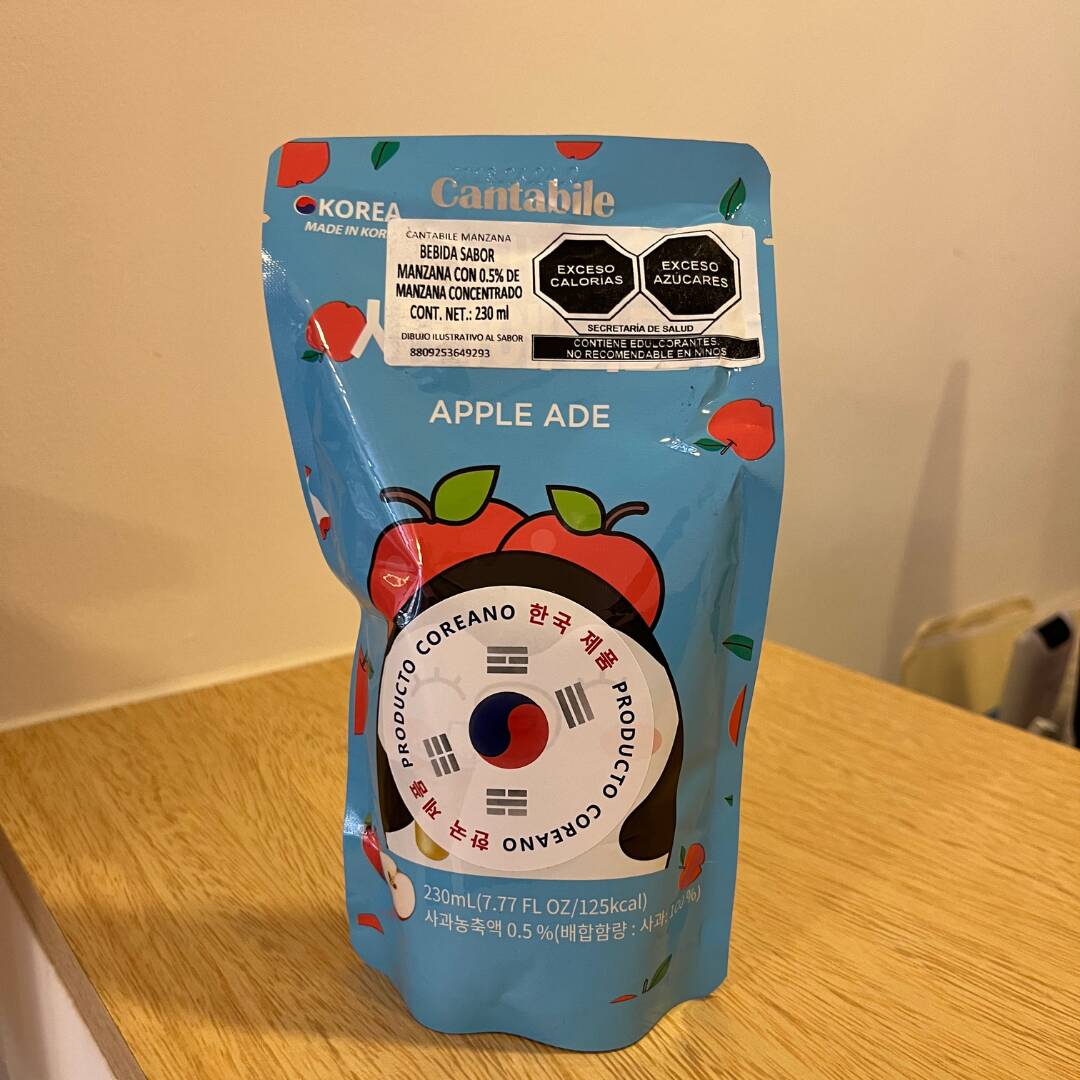 Cantabile
KOREA
MADE IN KOR
CANTABILE MANZANA
BEBIDA SABOR
MANZANA CON 0.5% DE
MANZANA CONCENTRADO
CONT. NET.: 230 ml
DIBUJO ILUSTRATIVO AL SABOR
8809253649293
EXCESO
CALORÍAS
EXCESO
AZÚCARES
SECRETARÍA DE SALUD
CONTIENE EDULCORANTES.
NO RECOMENDABLE EN NIÑOS
APPLE ADE
PRODUCTO COREANO 한국 제품 PRODUCTO COREANO 한국 제품
230mL(7.77 FL OZ/125kcal)
사과농축액 0.5 %(배합함량 : 사과 100 %)